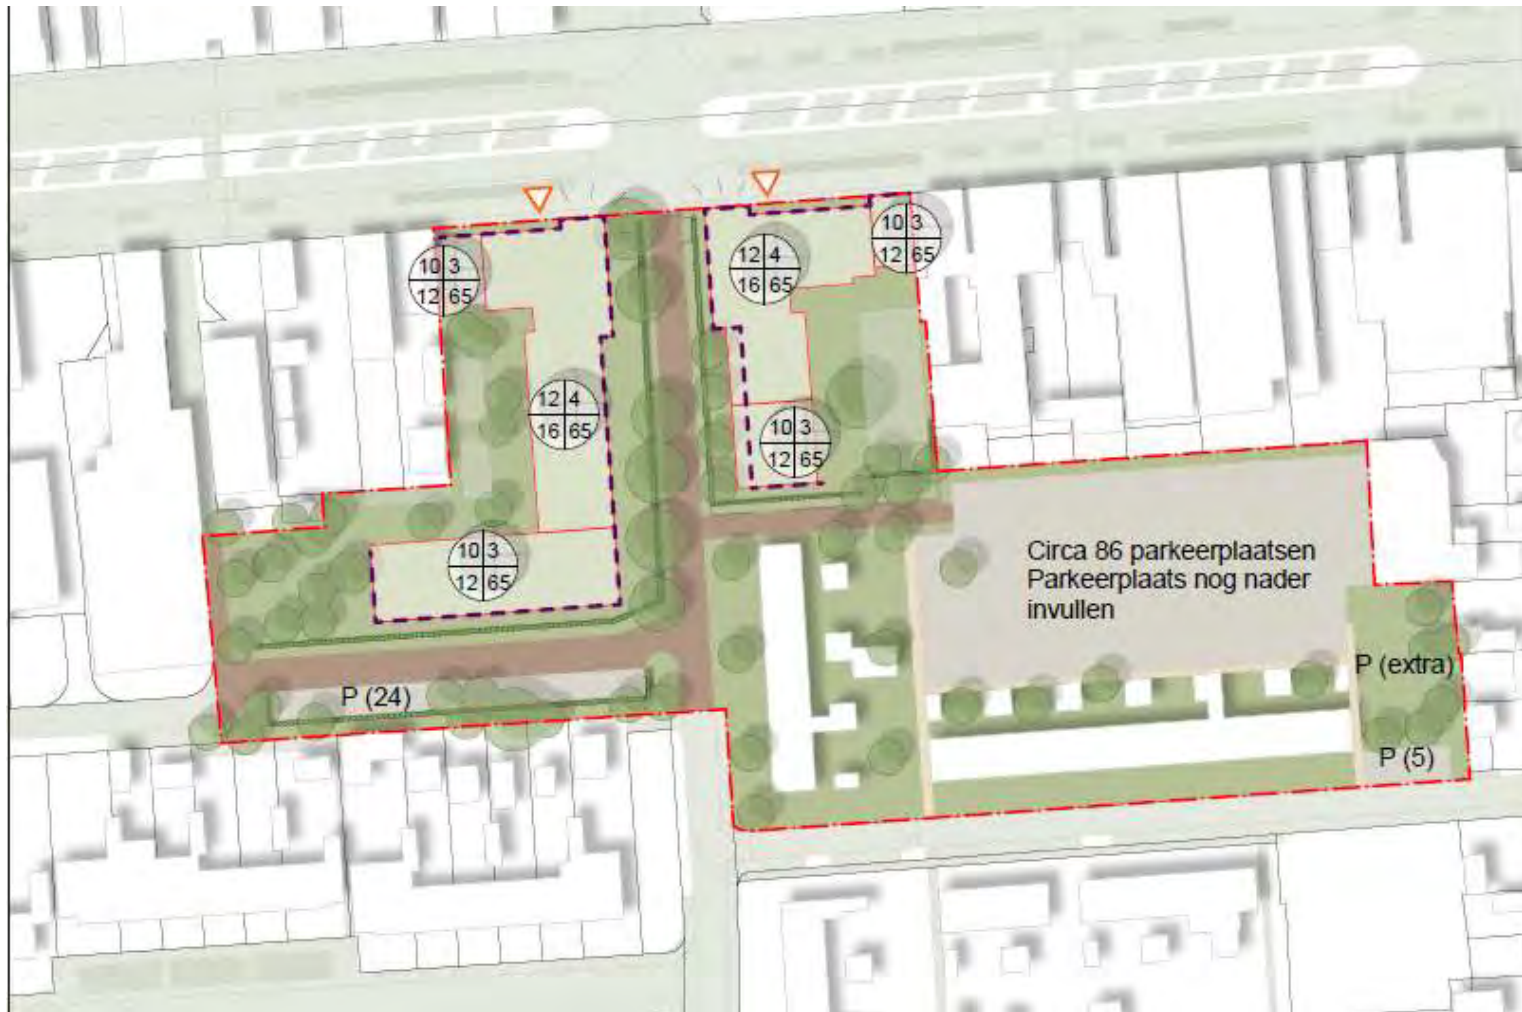 10 3
12 65
12 4
16 65
10 3
12 65
12 4
16 65
10 3
12 65
10 3
12 65
Circa 86 parkeerplaatsen
Parkeerplaats nog nader
invullen
P (extra)
P (24)
P (5)